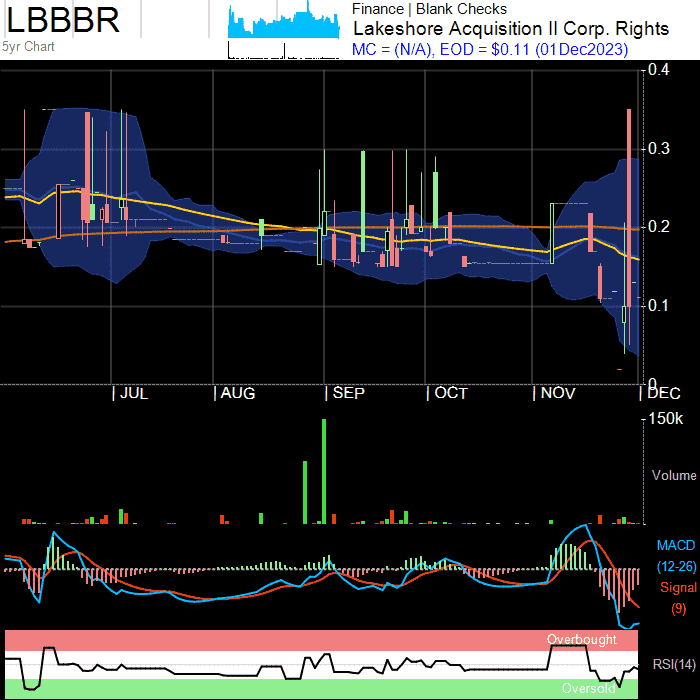 LBBBR
5yr Chart
Finance | Blank Checks
Lakeshore Acquisition II Corp. Rights
MC = (N/A), EOD = $0.11 (01Dec2023)
0.4
0.3
0.2
0.1
0
JUL AUG SEP OCT NOV DEC
150k
Volume
MACD
(12-26)
Signal
(9)
Overbought
RSI(14)
Oversold